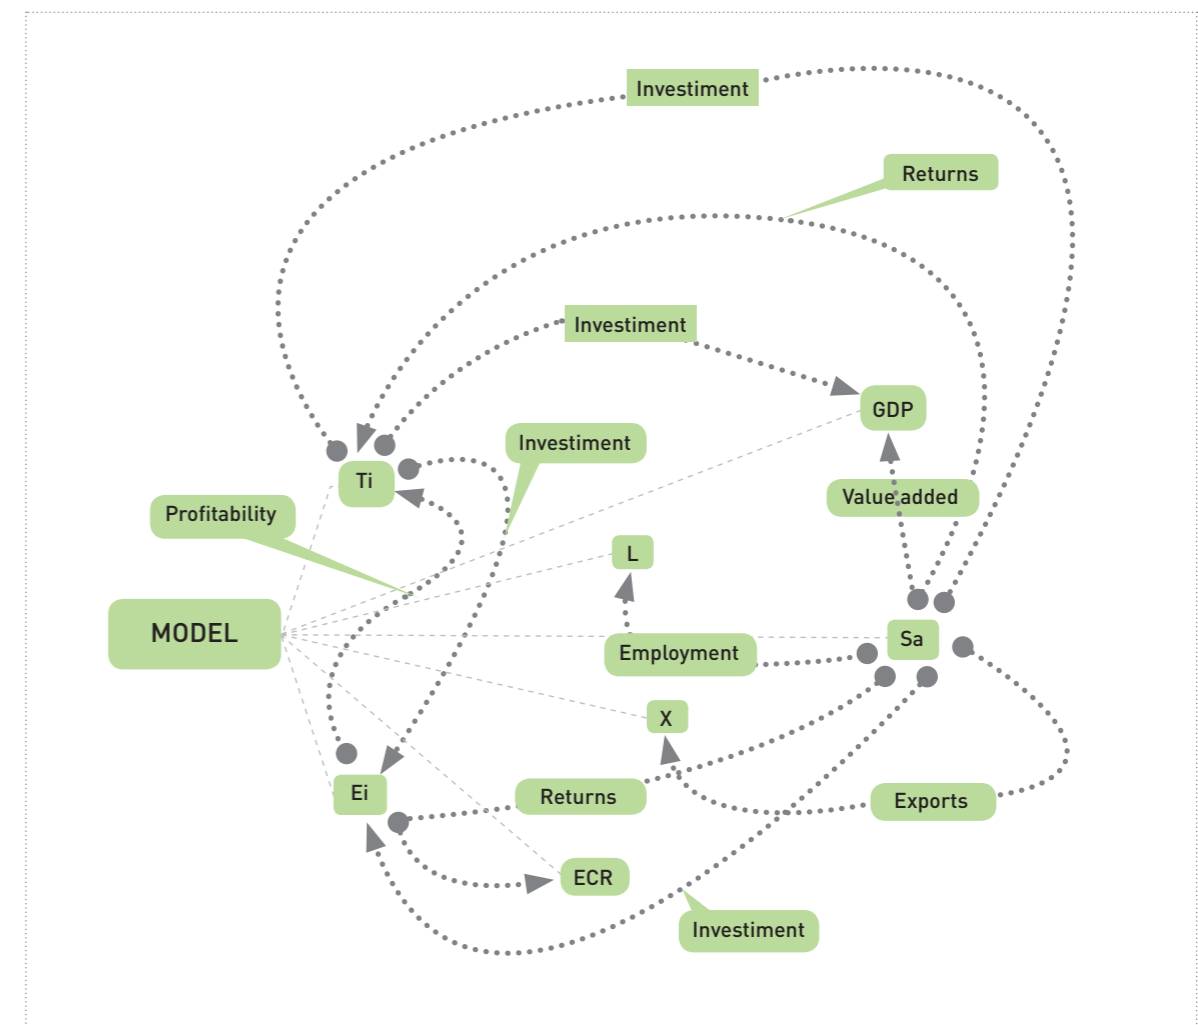 Investiment
Returns
Investiment
GDP
Investiment
Ti
Value added
Profitability
L
MODEL
Sa
Employment
X
Ei
Returns
Exports
ECR
Investiment